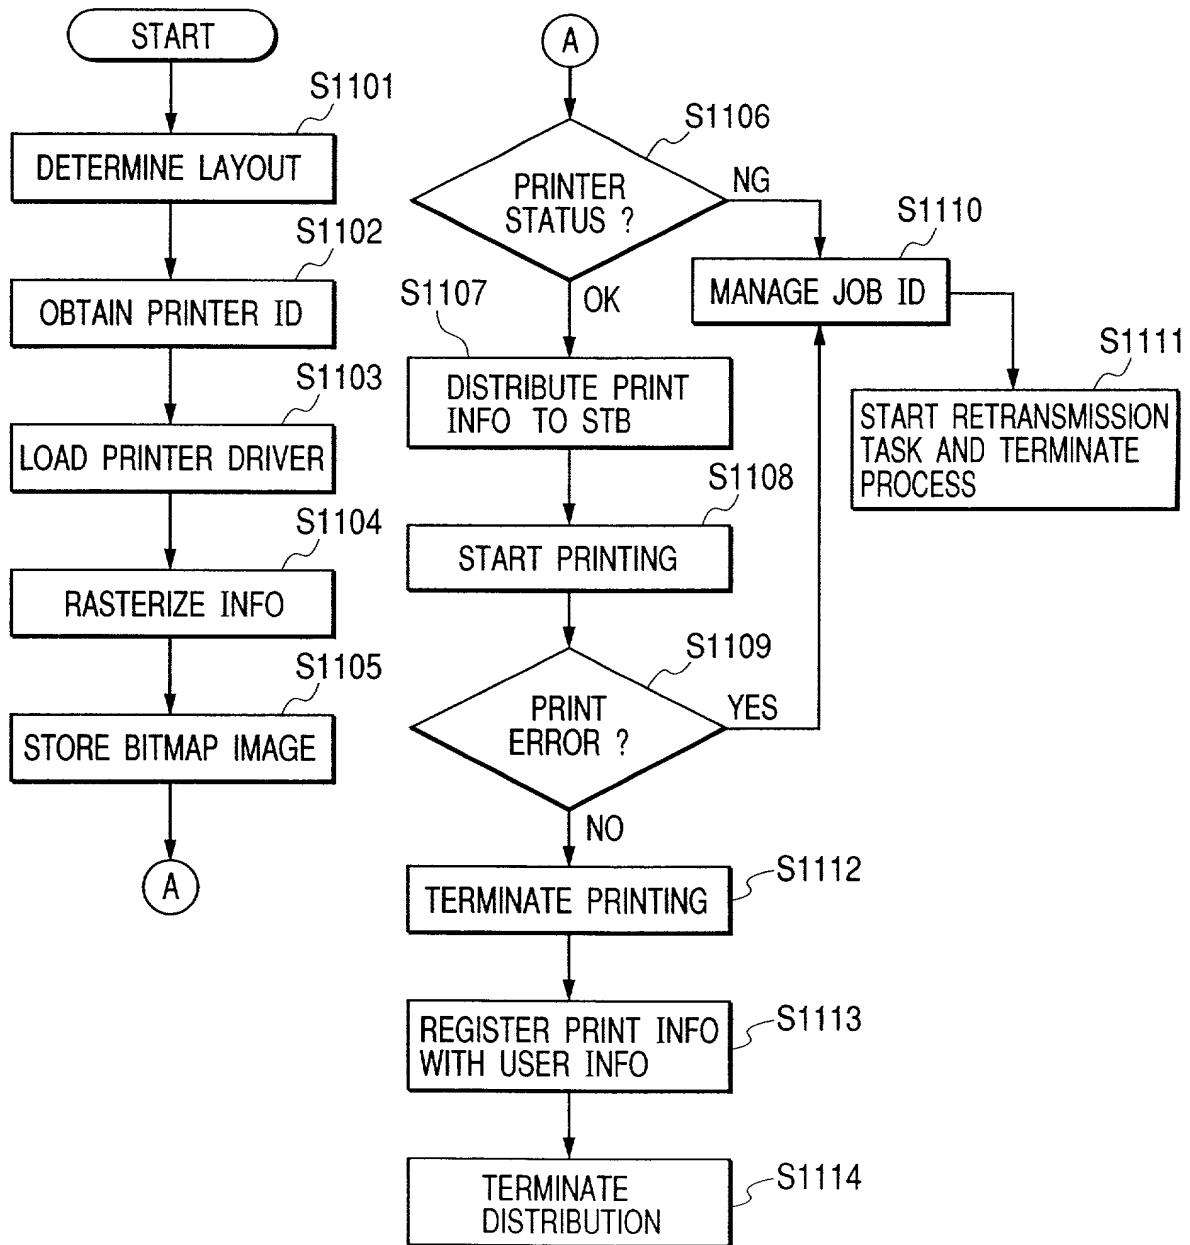 START
S1101
DETERMINE LAYOUT
S1102
OBTAIN PRINTER ID
S1103
LOAD PRINTER DRIVER
S1104
RASTERIZE INFO
S1105
STORE BITMAP IMAGE
A
A
S1106
PRINTER
STATUS ?
NG
OK
S1107
DISTRIBUTE PRINT
INFO TO STB
S1108
START PRINTING
S1109
PRINT
ERROR ?
YES
NO
S1110
MANAGE JOB ID
S1111
START RETRANSMISSION
TASK AND TERMINATE
PROCESS
S1112
TERMINATE PRINTING
S1113
REGISTER PRINT INFO
WITH USER INFO
S1114
TERMINATE
DISTRIBUTION